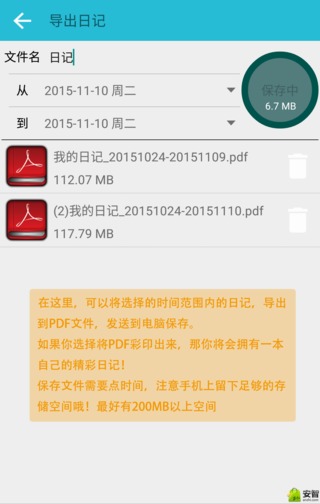 导出日记
文件名 日记
从 2015-11-10 周二
保存中
6.7 MB
到 2015-11-10 周二
我的日记_20151024-20151109.pdf
112.07 MB
(2)我的日记_20151024-20151110.pdf
117.79 MB
在这里，可以将选择的时间范围内的日记，导出
到PDF文件，发送到电脑保存。
如果你选择将PDF彩印出来，那你将会拥有一本
自己的精彩日记！
保存文件需要点时间，注意手机上留下足够的存
储空间哦！最好有200MB以上空间
安智